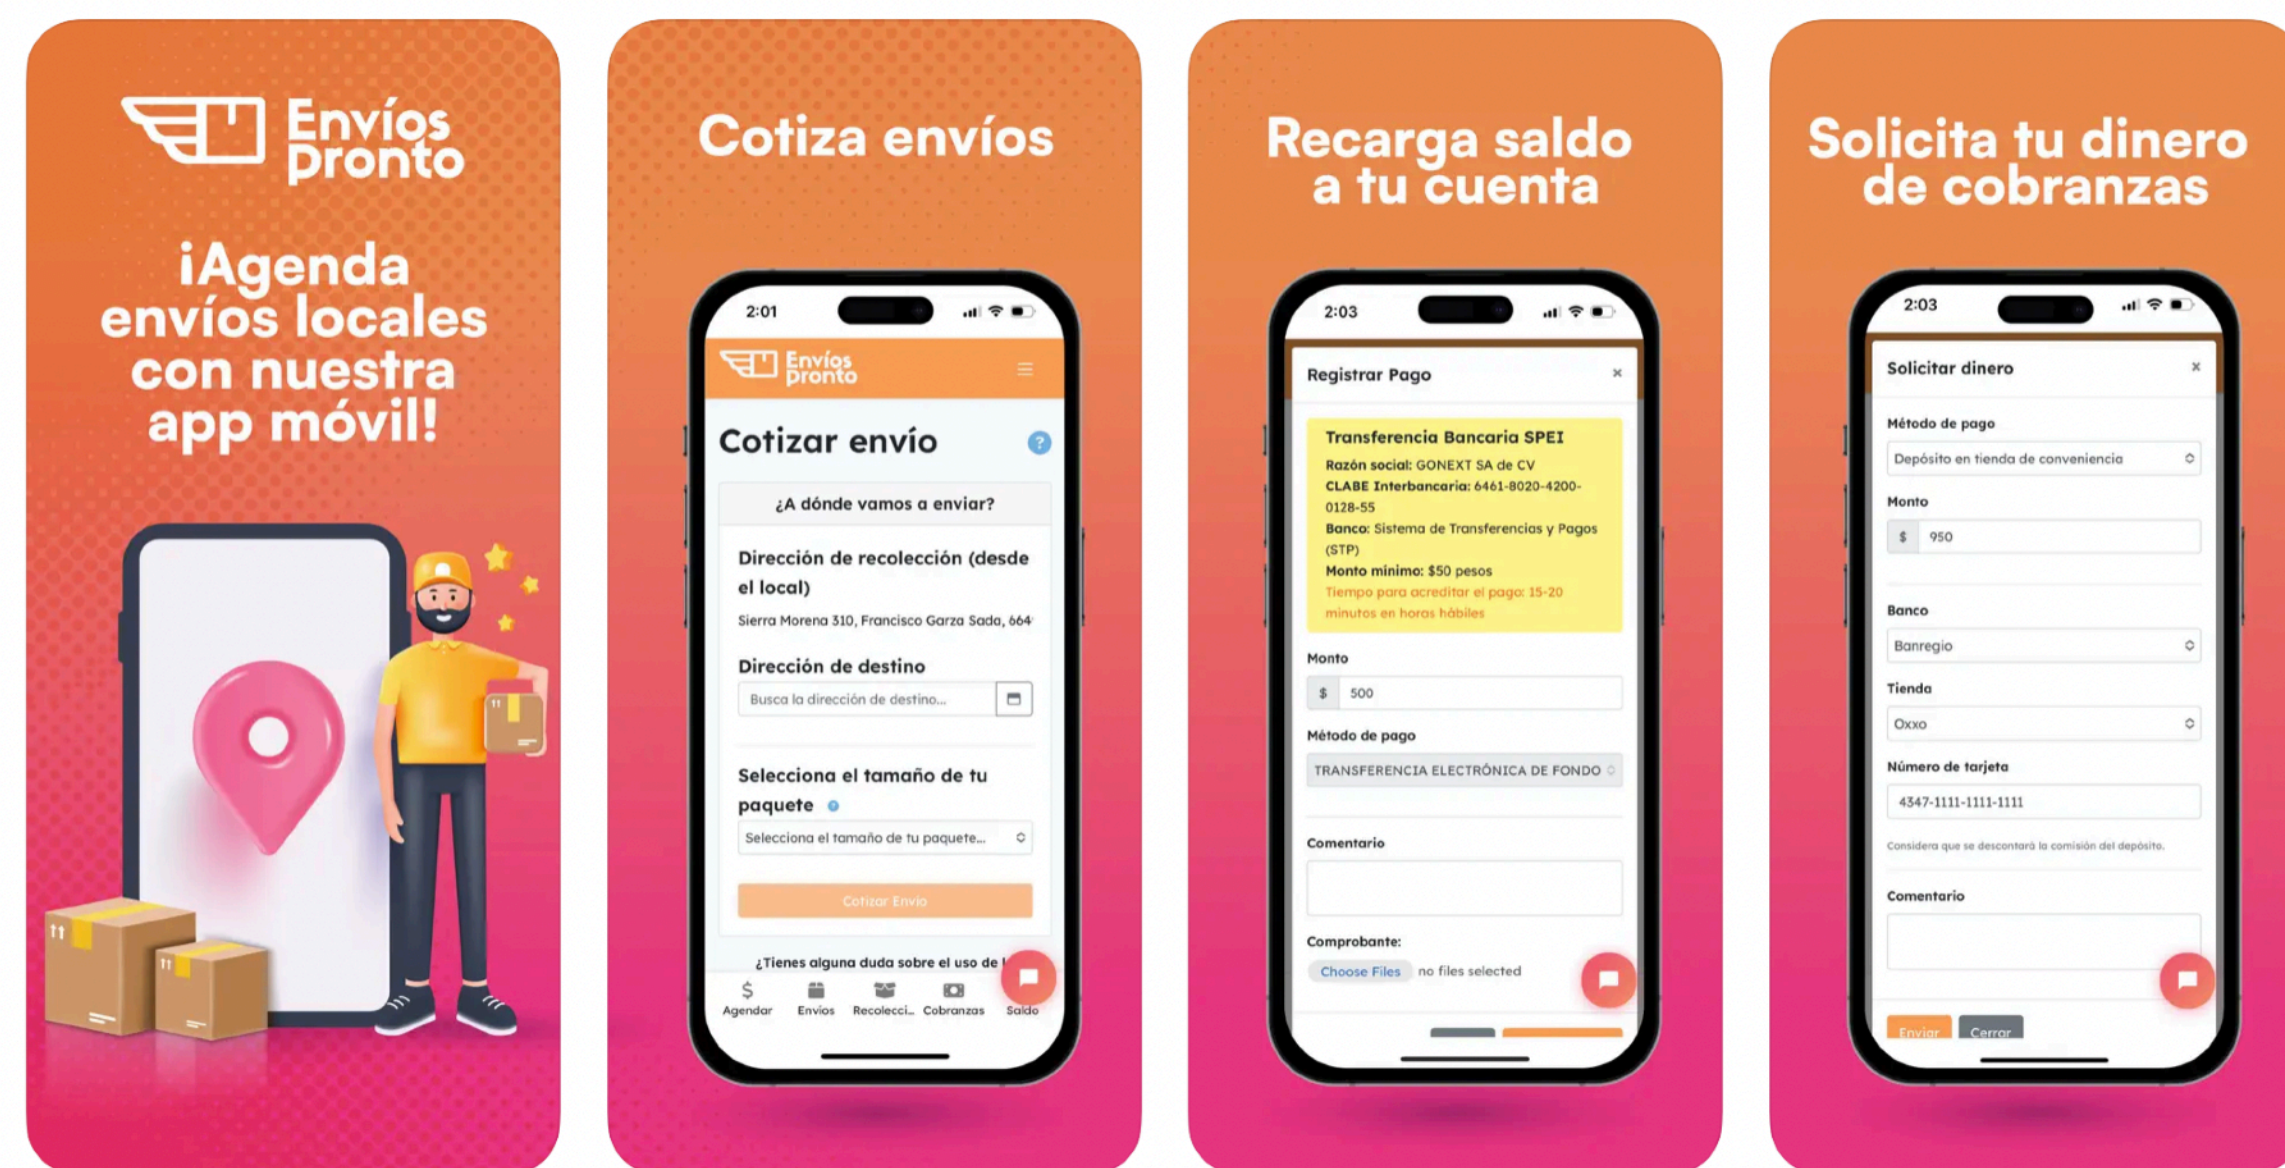 Envíos
pronto
¡Agenda
envíos locales
con nuestra
app móvil!
Cotiza envíos
2:01
Envíos
pronto
Cotizar envío
?
¿A dónde vamos a enviar?
Dirección de recolección (desde
el local)
Sierra Morena 310, Francisco Garza Sada, 664
Dirección de destino
Busca la dirección de destino...
Selecciona el tamaño de tu
paquete
Selecciona el tamaño de tu paquete...
Cotizar Envío
¿Tienes alguna duda sobre el uso de
Agendar Envíos Recolecci... Cobranzas Saldo
Recarga saldo
a tu cuenta
2:03
Registrar Pago ×
Transferencia Bancaria SPEI
Razón social: GONEXT SA de CV
CLABE Interbancaria: 6461-8020-4200-
0128-55
Banco: Sistema de Transferencias y Pagos
(STP)
Monto mínimo: $50 pesos
Tiempo para acreditar el pago: 15-20
minutos en horas hábiles
Monto
$ 500
Método de pago
TRANSFERENCIA ELECTRÓNICA DE FONDO
Comentario
Comprobante:
Choose Files no files selected
Solicita tu dinero
de cobranzas
2:03
Solicitar dinero ×
Método de pago
Depósito en tienda de conveniencia
Monto
$ 950
Banco
Banregio
Tienda
Oxxo
Número de tarjeta
4347-1111-1111-1111
Considera que se descontará la comisión del depósito.
Comentario
Enviar Cerrar